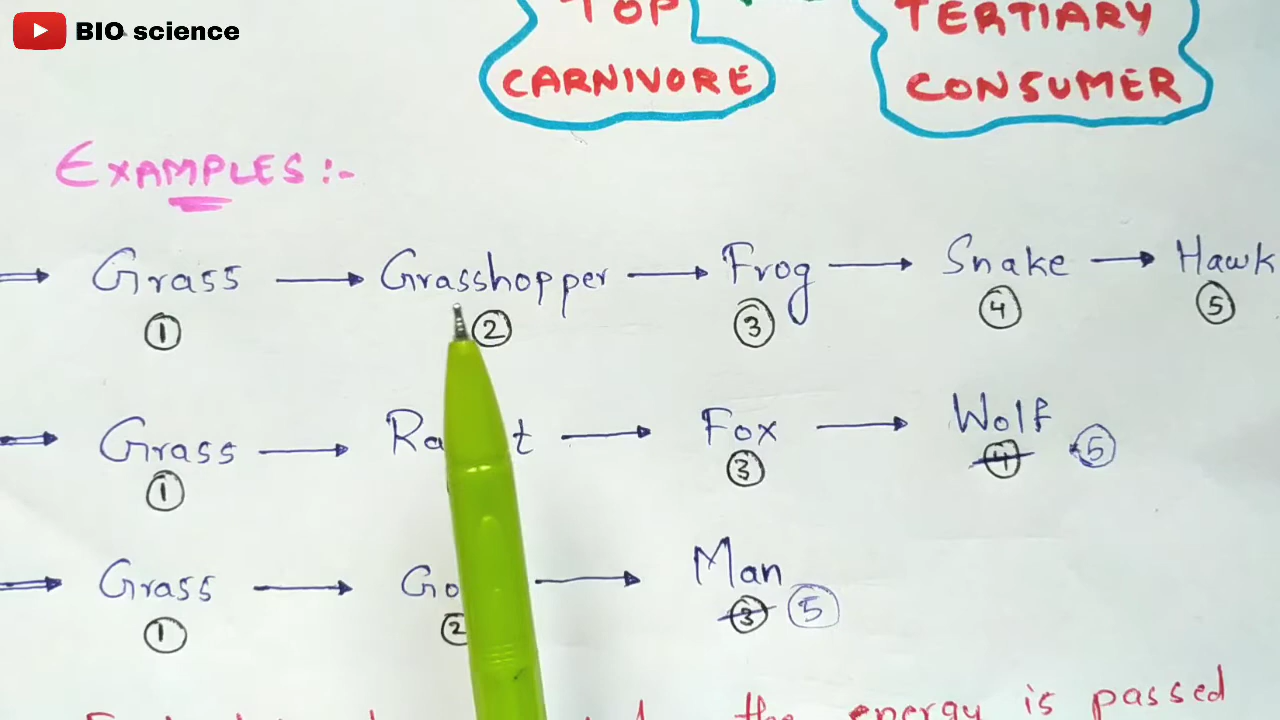 BIO science
TOP TERTIARY
CARNIVORE CONSUMER
EXAMPLES :-
Grass → Grasshopper → Frog → Snake → Hawk
① ② ③ ④ ⑤
Grass → → Fox → Wolf
① ③ ④ ⑤
Grass → → Man
① ② ③ ⑤
the energy is passed